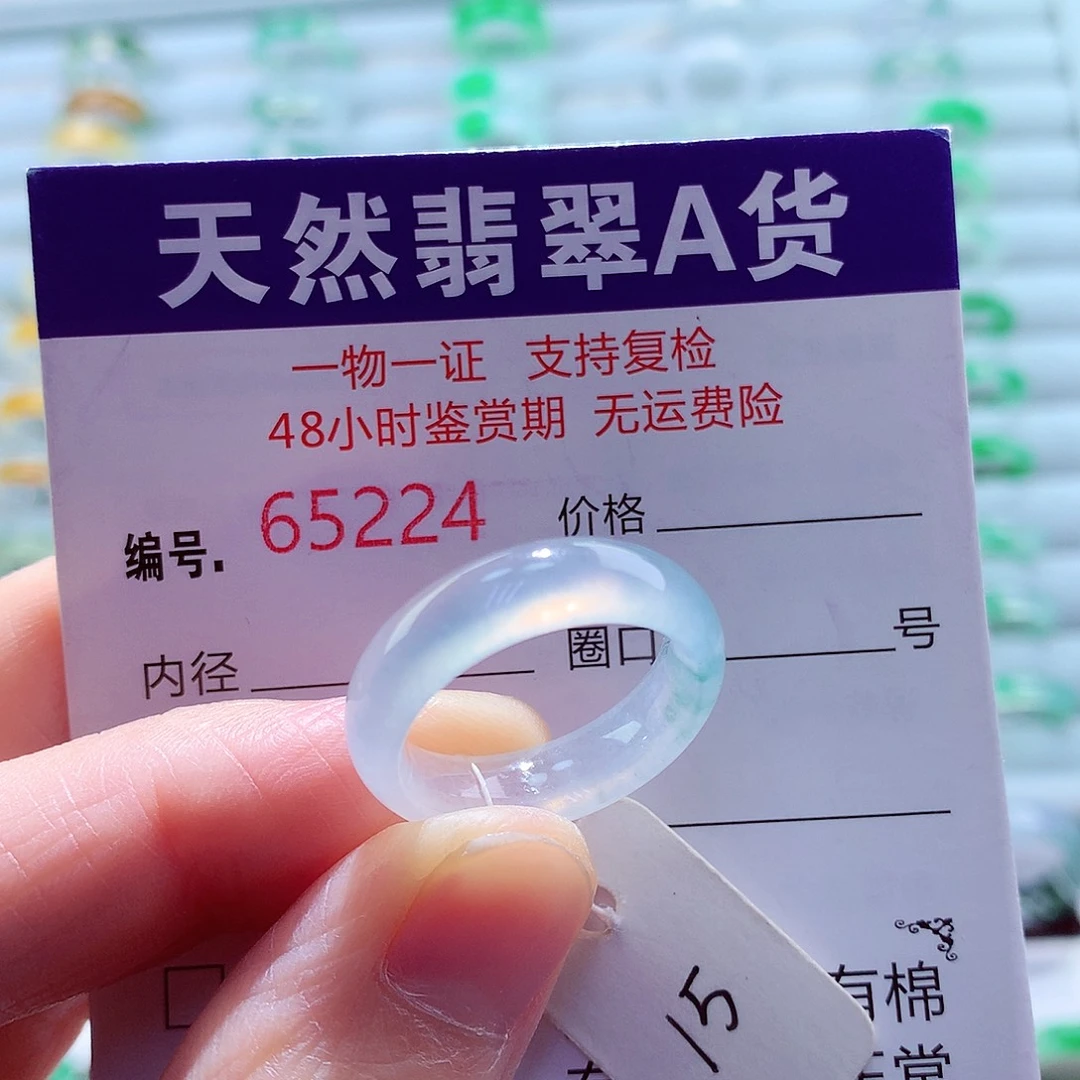 天然翡翠A货
一物一证 支持复检
48小时鉴赏期 无运费险
编号. 65224 价格
内径 圈口 号
有棉
15